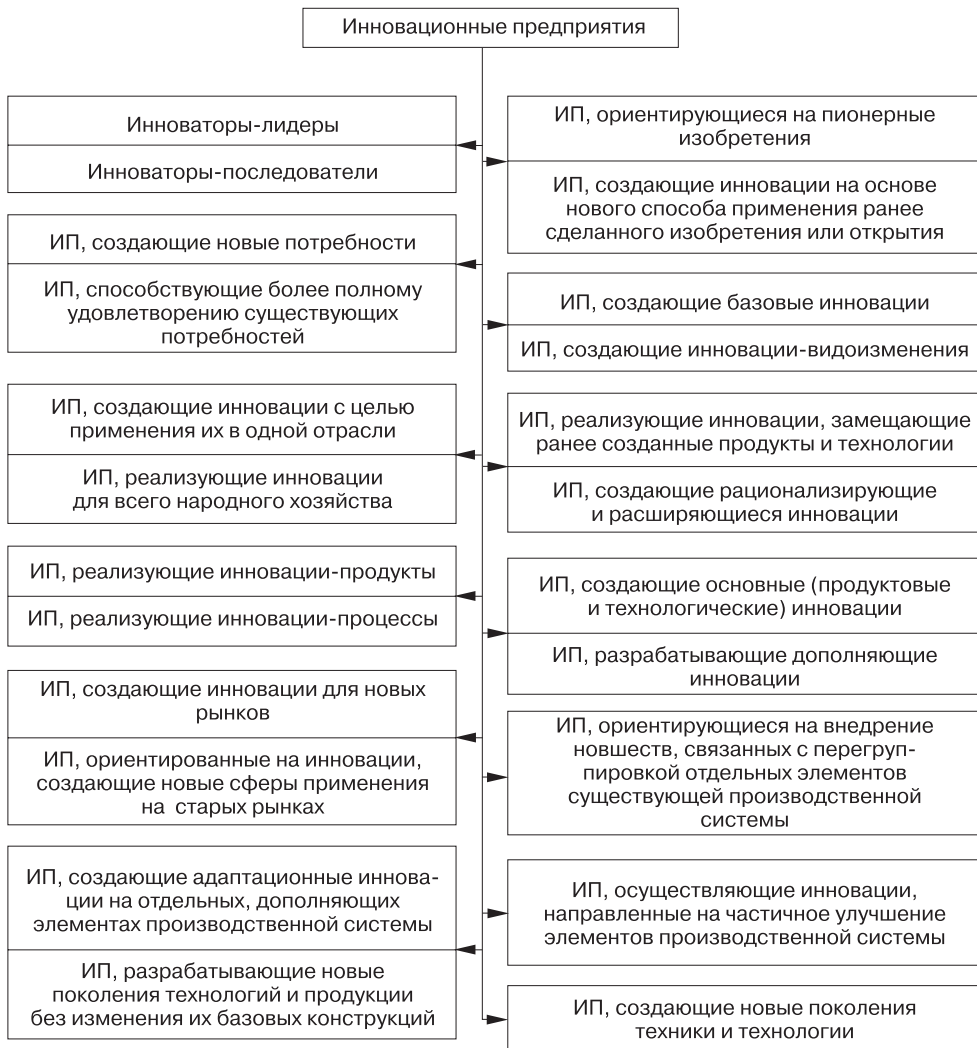 Инновационные предприятия
Инноваторы-лидеры
Инноваторы-последователи
ИП, создающие новые потребности
ИП, способствующие более полному
удовлетворению существующих
потребностей
ИП, создающие инновации с целью
применения их в одной отрасли
ИП, реализующие инновации
для всего народного хозяйства
ИП, реализующие инновации-продукты
ИП, реализующие инновации-процессы
ИП, создающие инновации для новых
рынков
ИП, ориентированные на инновации,
создающие новые сферы применения
на старых рынках
ИП, создающие адаптационные иннова-
ции на отдельных, дополняющих
элементах производственной системы
ИП, разрабатывающие новые
поколения технологий и продукции
без изменения их базовых конструкций
ИП, ориентирующиеся на пионерные
изобретения
ИП, создающие инновации на основе
нового способа применения ранее
сделанного изобретения или открытия
ИП, создающие базовые инновации
ИП, создающие инновации-видоизменения
ИП, реализующие инновации, замещающие
ранее созданные продукты и технологии
ИП, создающие рационализирующие
и расширяющиеся инновации
ИП, создающие основные (продуктовые
и технологические) инновации
ИП, разрабатывающие дополняющие
инновации
ИП, ориентирующиеся на внедрение
новшеств, связанных с перегруп-
пировкой отдельных элементов
существующей производственной
системы
ИП, осуществляющие инновации,
направленные на частичное улучшение
элементов производственной системы
ИП, создающие новые поколения
техники и технологии